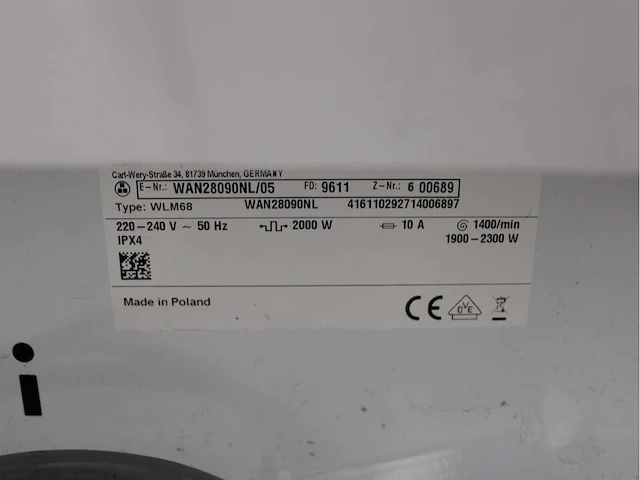 Carl-Wery-Straße 34, 81739 München, GERMANY
E-Nr.: WAN28090NL/05 FD: 9611 Z-Nr.: 6 00689
Type: WLM68 WAN28090NL 416110292714006897
220-240 V ~ 50 Hz 2000 W 10 A 1400/min
IPX4 1900-2300 W
Made in Poland CE DVE
i